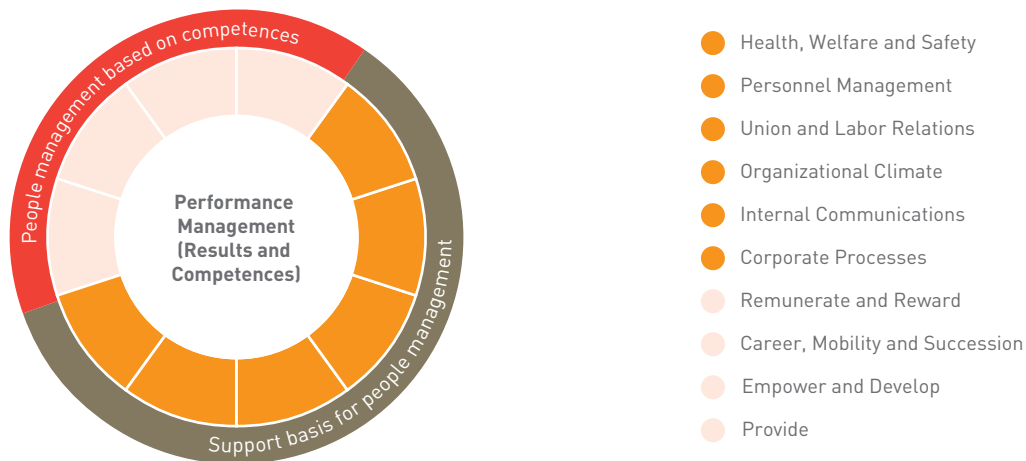 People management based on competences
Performance
Management
(Results and
Competences)
Support basis for people management
Health, Welfare and Safety
Personnel Management
Union and Labor Relations
Organizational Climate
Internal Communications
Corporate Processes
Remunerate and Reward
Career, Mobility and Succession
Empower and Develop
Provide